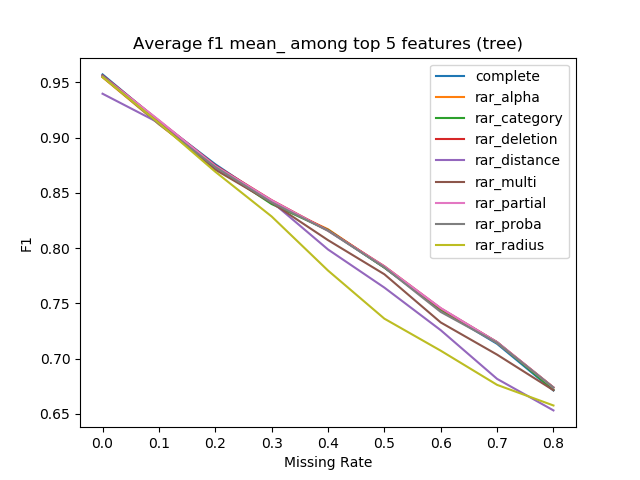 Average f1 mean_ among top 5 features (tree)
complete
rar_alpha
rar_category
rar_deletion
rar_distance
rar_multi
rar_partial
rar_proba
rar_radius
F1
0.95
0.90
0.85
0.80
0.75
0.70
0.65
0.0 0.1 0.2 0.3 0.4 0.5 0.6 0.7 0.8
Missing Rate